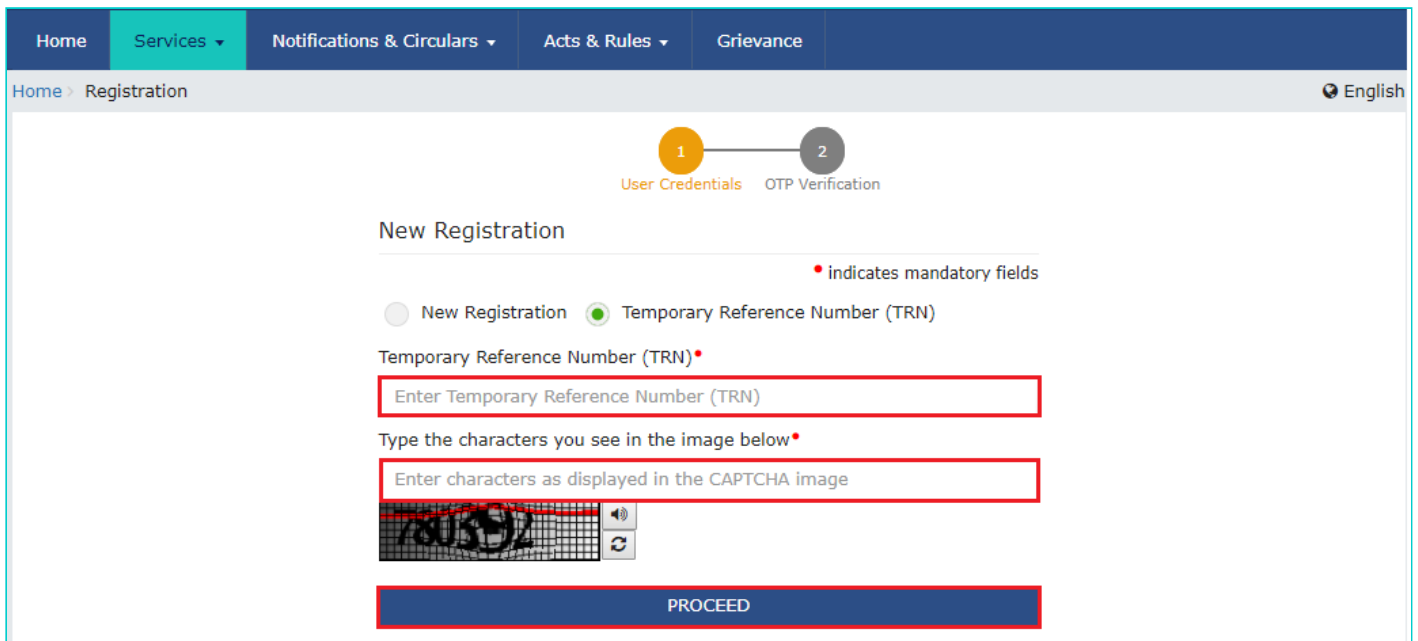 Home Services Notifications & Circulars Acts & Rules Grievance
Home > Registration English
1 2
User Credentials OTP Verification
New Registration
• indicates mandatory fields
New Registration Temporary Reference Number (TRN)
Temporary Reference Number (TRN)•
Enter Temporary Reference Number (TRN)
Type the characters you see in the image below•
Enter characters as displayed in the CAPTCHA image
PROCEED